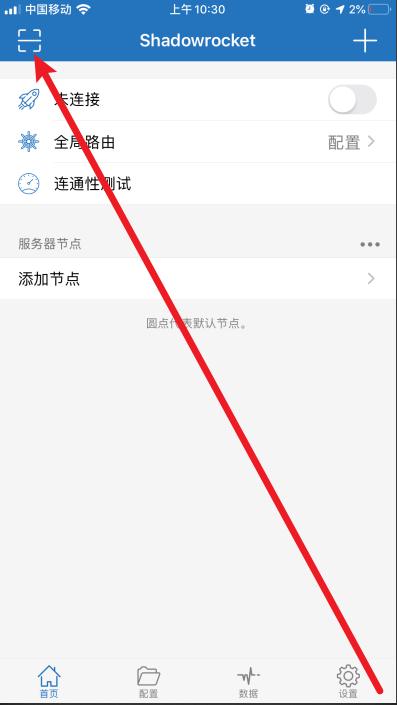 中国移动 上午 10:30 2%
Shadowrocket
未连接
全局路由 配置
连通性测试
服务器节点
添加节点
圆点代表默认节点。
首页 配置 数据 设置